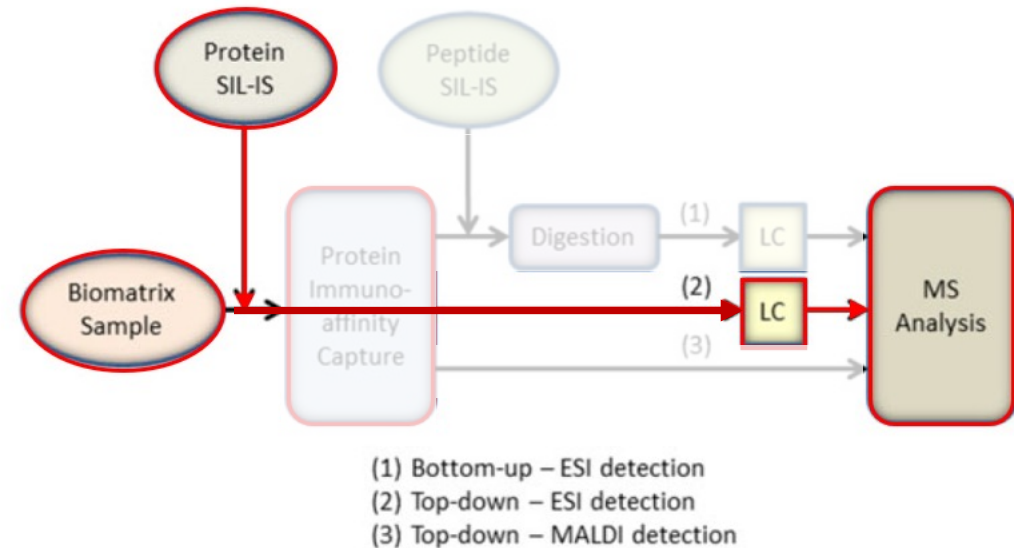 Protein
SIL-IS
Peptide
SIL-IS
Biomatrix
Sample
Protein
Immuno-
affinity
Capture
Digestion
(1)
LC
(2)
LC
(3)
MS
Analysis
(1) Bottom-up – ESI detection
(2) Top-down – ESI detection
(3) Top-down – MALDI detection